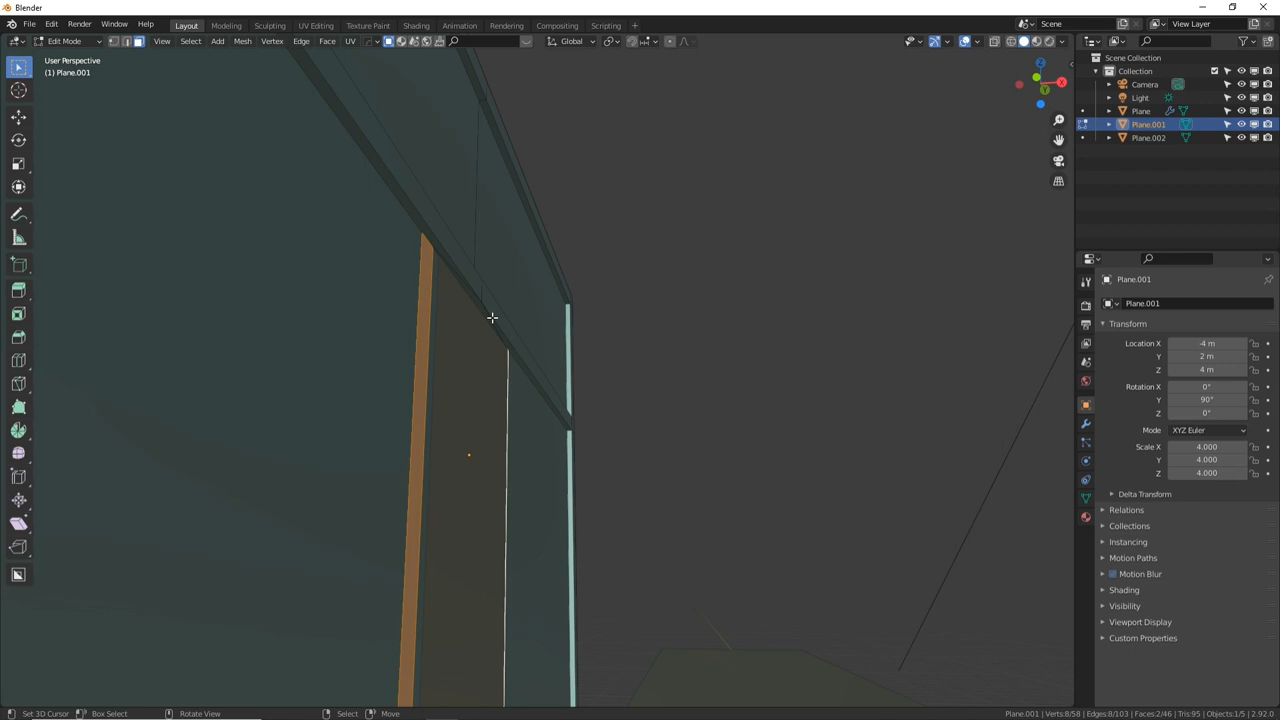 Blender
File Edit Render Window Help
Layout Modeling Sculpting UV Editing Texture Paint Shading Animation Rendering Compositing Scripting +
Scene
View Layer
Edit Mode
View Select Add Mesh Vertex Edge Face UV
Global
User Perspective
(1) Plane.001
X
Y
Z
Scene Collection
Collection
Camera
Light
Plane
Plane.001
Plane.002
Plane.001
Plane.001
Transform
Location X -4 m
Y 2 m
Z 4 m
Rotation X 0°
Y 90°
Z 0°
Mode XYZ Euler
Scale X 4.000
Y 4.000
Z 4.000
Delta Transform
Relations
Collections
Instancing
Motion Paths
Motion Blur
Shading
Visibility
Viewport Display
Custom Properties
Set 3D Cursor Box Select Rotate View Select Move
Plane.001 | Verts:8/58 | Edges:8/103 | Faces:2/46 | Tris:95 | Objects:1/5 | 2.92.0